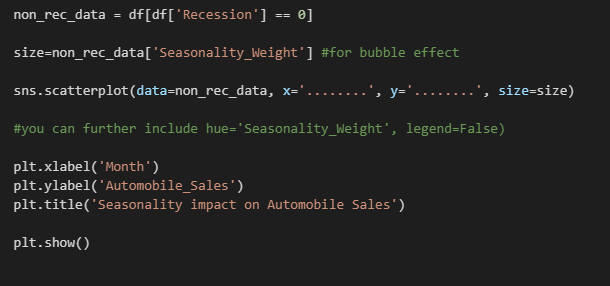 non_rec_data = df[df['Recession'] == 0]
size=non_rec_data['Seasonality_Weight'] #for bubble effect
sns.scatterplot(data=non_rec_data, x='........', y='........', size=size)
#you can further include hue='Seasonality_Weight', legend=False)
plt.xlabel('Month')
plt.ylabel('Automobile_Sales')
plt.title('Seasonality impact on Automobile Sales')
plt.show()